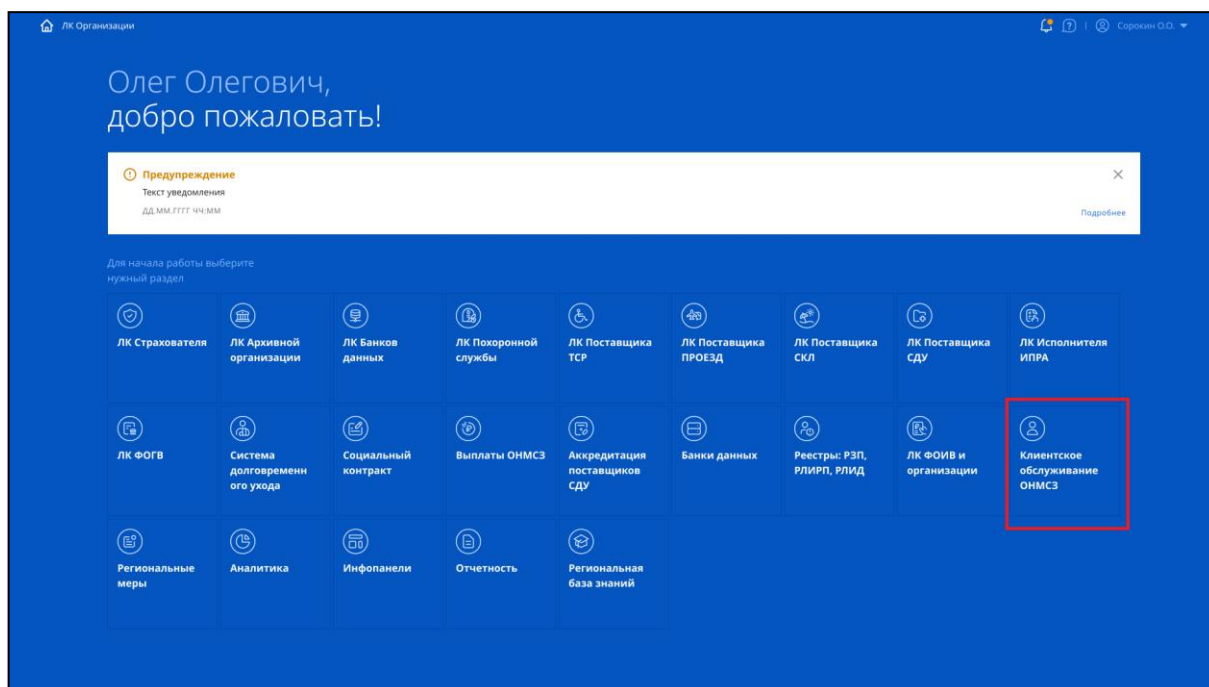 ЛК Организации
Сорокин О.О.
Олег Олегович,
добро пожаловать!
Предупреждение
Текст уведомления
ДД.ММ.ГГГГ ЧЧ:ММ
Подробнее
Для начала работы выберите
нужный раздел
ЛК Страхователя
ЛК Архивной
организации
ЛК Банков
данных
ЛК Похоронной
службы
ЛК Поставщика
ТСР
ЛК Поставщика
ПРОЕЗД
ЛК Поставщика
СКЛ
ЛК Поставщика
СДУ
ЛК Исполнителя
ИПРА
ЛК ФОГВ
Система
долговременн
ого ухода
Социальный
контракт
Выплаты ОНМСЗ
Аккредитация
поставщиков
СДУ
Банки данных
Реестры: РЗП,
РЛИРП, РЛИД
ЛК ФОИВ и
организации
Клиентское
обслуживание
ОНМСЗ
Региональные
меры
Аналитика
Инфопанели
Отчетность
Региональная
база знаний